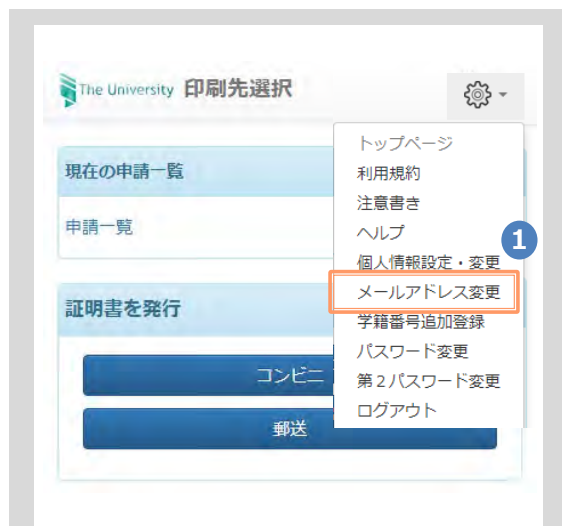 The University 印刷先選択
現在の申請一覧
申請一覧
証明書を発行
コンビニ
郵送
トップページ
利用規約
注意書き
ヘルプ
1
個人情報設定・変更
メールアドレス変更
学籍番号追加登録
パスワード変更
第2パスワード変更
ログアウト